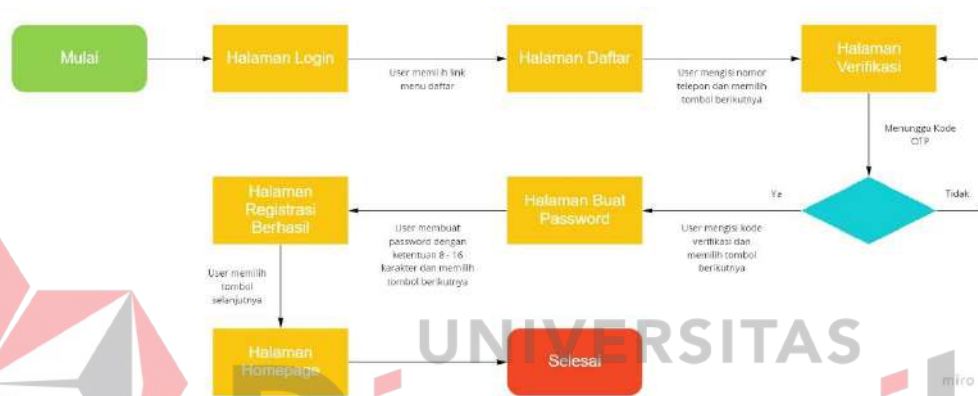 Mulai
Halaman Login
User memilih link
menu daftar
Halaman Daftar
User mengisi nomor
telepon dan memilih
tombol berikutnya
Halaman
Verifikasi
Menunggu Kode
OTP
Ya
Tidak
User mengisi kode
verifikasi dan
memilih tombol
berikutnya
Halaman Buat
Password
User membuat
password dengan
ketentuan 8 - 16
karakter dan memilih
tombol berikutnya
Halaman
Registrasi
Berhasil
User memilih
tombol
selanjutnya
Halaman
Homepage
Selesai
UNIVERSITAS
miro